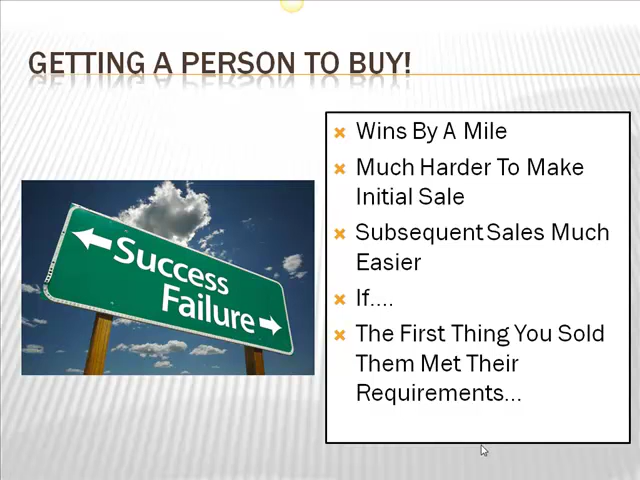 GETTING A PERSON TO BUY!
Wins By A Mile
Much Harder To Make
Initial Sale
Subsequent Sales Much
Easier
If....
The First Thing You Sold
Them Met Their
Requirements...
Success
Failure